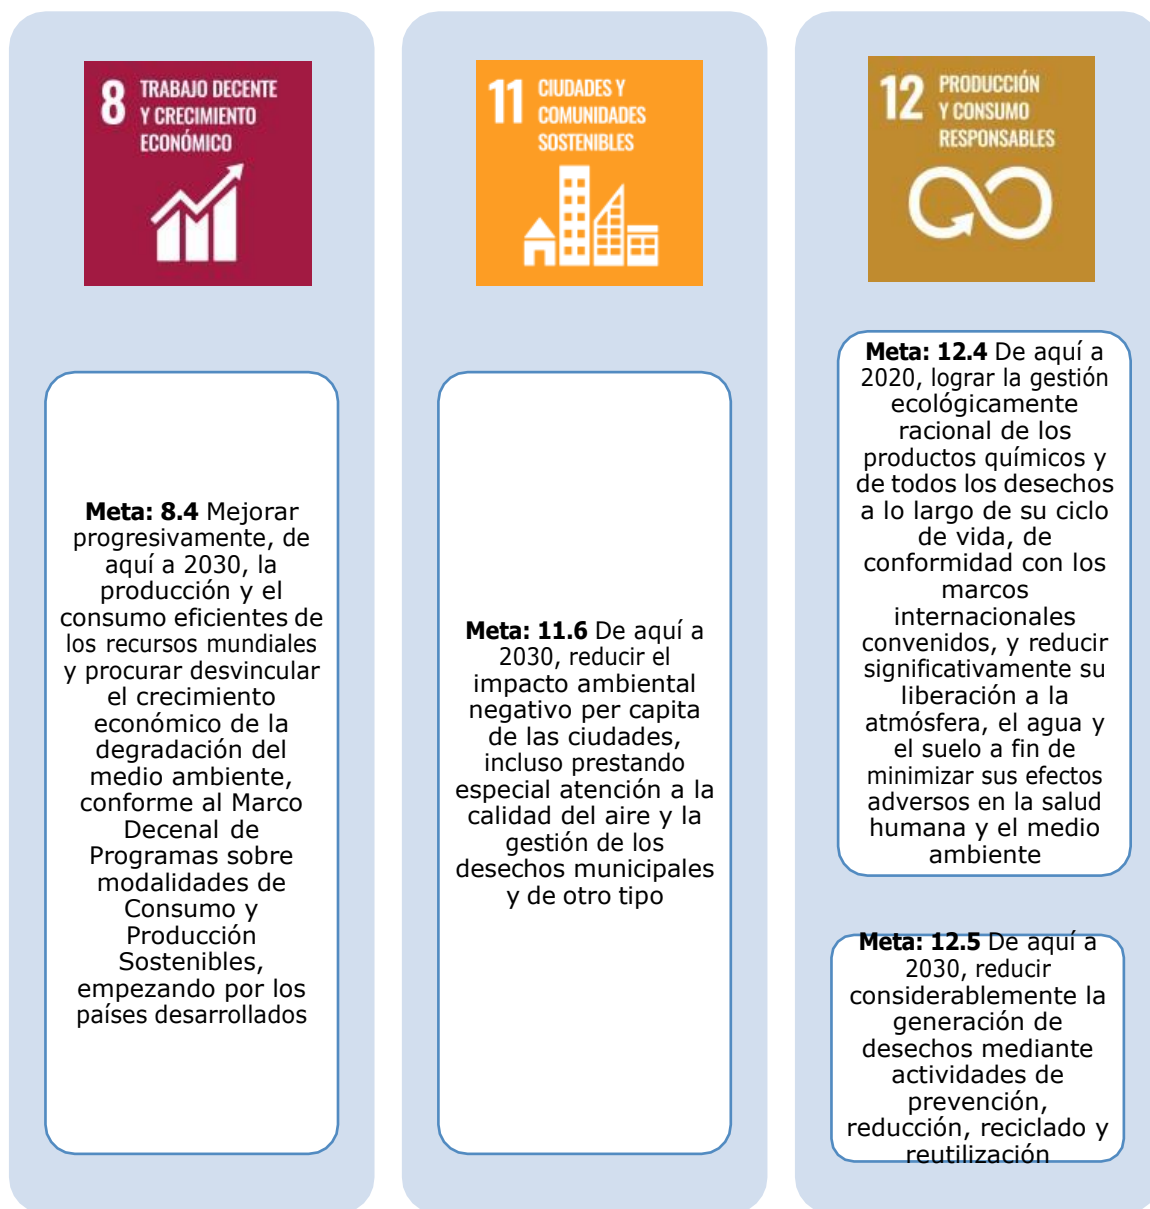 8 TRABAJO DECENTE
Y CRECIMIENTO
ECONÓMICO
Meta: 8.4 Mejorar
progresivamente, de
aquí a 2030, la
producción y el
consumo eficientes de
los recursos mundiales
y procurar desvincular
el crecimiento
económico de la
degradación del
medio ambiente,
conforme al Marco
Decenal de
Programas sobre
modalidades de
Consumo y
Producción
Sostenibles,
empezando por los
países desarrollados
11 CIUDADES Y
COMUNIDADES
SOSTENIBLES
Meta: 11.6 De aquí a
2030, reducir el
impacto ambiental
negativo per capita
de las ciudades,
incluso prestando
especial atención a la
calidad del aire y la
gestión de los
desechos municipales
y de otro tipo
12 PRODUCCIÓN
Y CONSUMO
RESPONSABLES
Meta: 12.4 De aquí a
2020, lograr la gestión
ecológicamente
racional de los
productos químicos y
de todos los desechos
a lo largo de su ciclo
de vida, de
conformidad con los
marcos
internacionales
convenidos, y reducir
significativamente su
liberación a la
atmósfera, el agua y
el suelo a fin de
minimizar sus efectos
adversos en la salud
humana y el medio
ambiente
Meta: 12.5 De aquí a
2030, reducir
considerablemente la
generación de
desechos mediante
actividades de
prevención,
reducción, reciclado y
reutilización